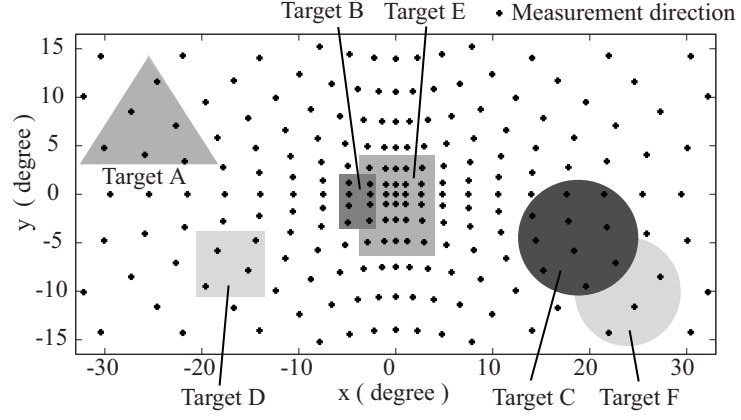 Target B Target E Measurement direction
15
10
5
0
-5
-10
-15
y ( degree )
Target A
-30 -20 -10 0 10 20 30
Target D x ( degree ) Target C Target F